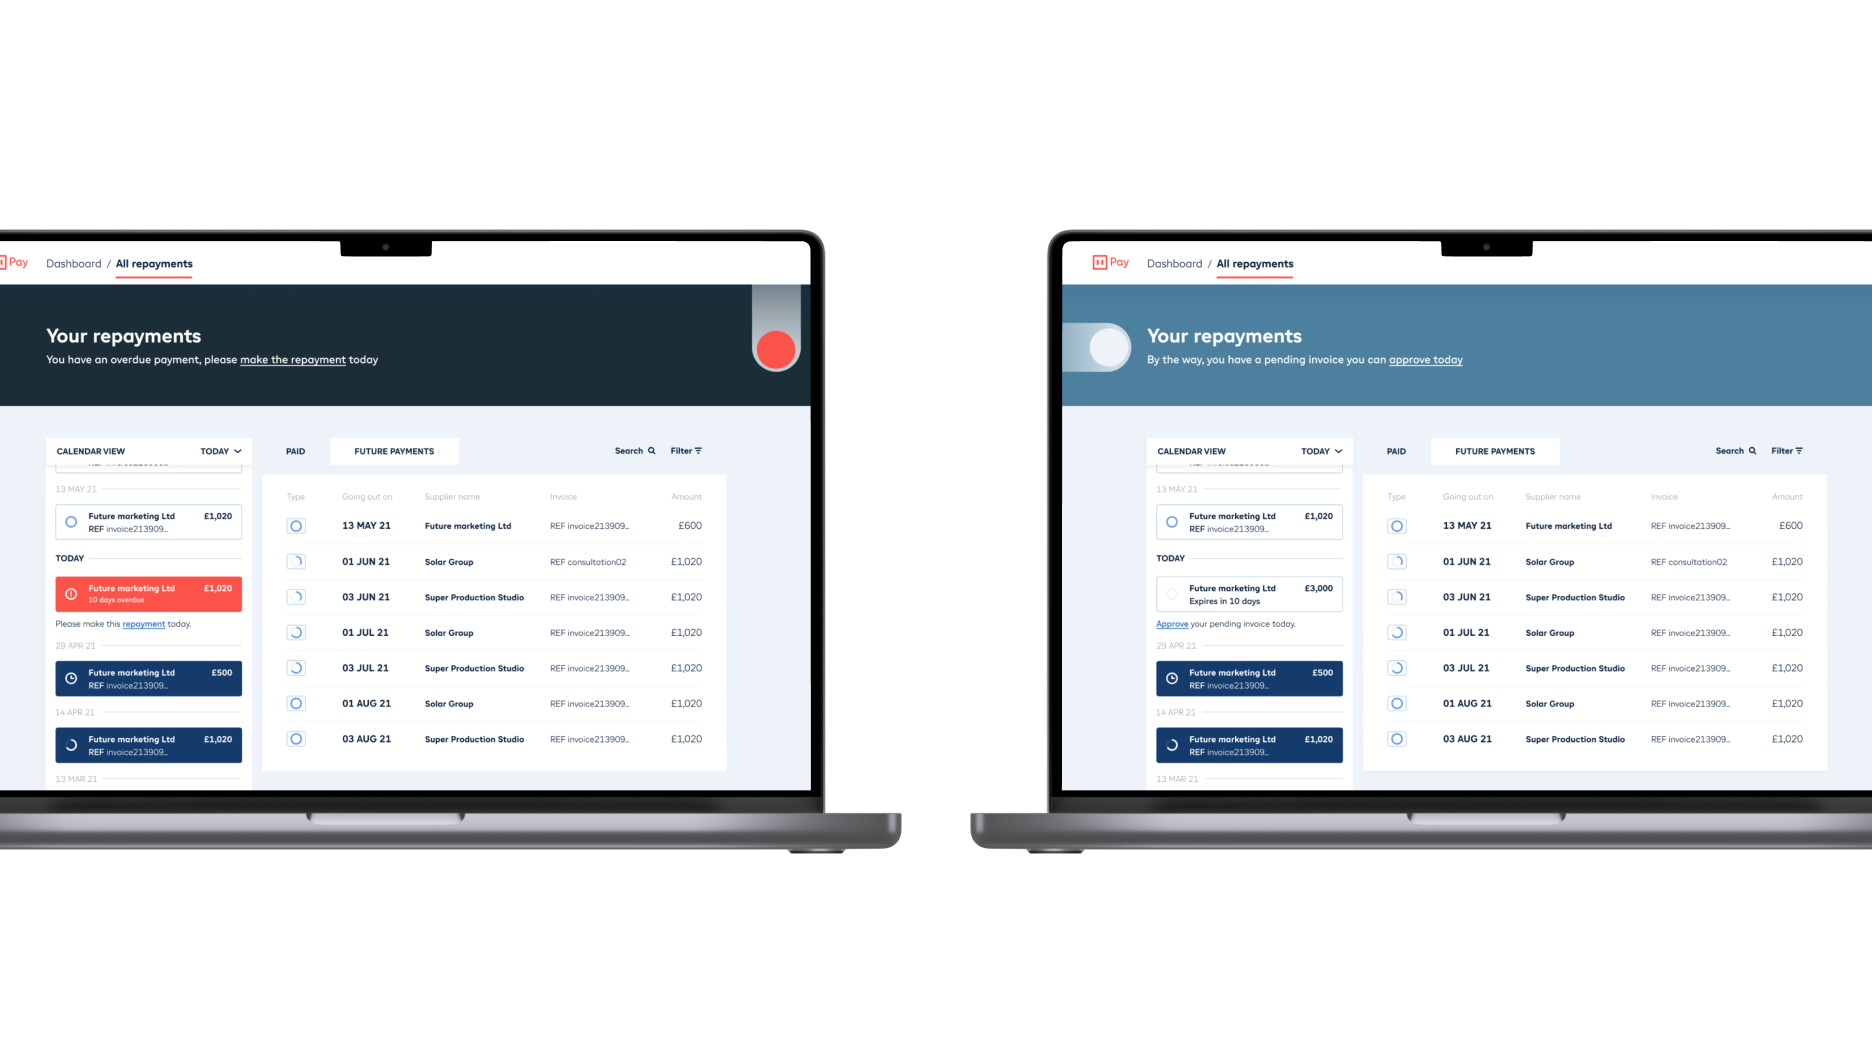 Pay Dashboard / All repayments
Your repayments
You have an overdue payment, please make the repayment today
CALENDAR VIEW TODAY
13 MAY 21
Future marketing Ltd £1,020
REF invoice213909...
TODAY
Future marketing Ltd £1,020
10 days overdue
Please make this repayment today.
29 APR 21
Future marketing Ltd £500
REF invoice213909...
14 APR 21
Future marketing Ltd £1,020
REF invoice213909...
13 MAR 21
PAID FUTURE PAYMENTS Search Filter
Type Going out on Supplier name Invoice Amount
13 MAY 21 Future marketing Ltd REF invoice213909... £600
01 JUN 21 Solar Group REF consultation02 £1,020
03 JUN 21 Super Production Studio REF invoice213909... £1,020
01 JUL 21 Solar Group REF invoice213909... £1,020
03 JUL 21 Super Production Studio REF invoice213909... £1,020
01 AUG 21 Solar Group REF invoice213909... £1,020
03 AUG 21 Super Production Studio REF invoice213909... £1,020
Pay Dashboard / All repayments
Your repayments
By the way, you have a pending invoice you can approve today
CALENDAR VIEW TODAY
13 MAY 21
Future marketing Ltd £1,020
REF invoice213909...
TODAY
Future marketing Ltd £3,000
Expires in 10 days
Approve your pending invoice today.
29 APR 21
Future marketing Ltd £500
REF invoice213909...
14 APR 21
Future marketing Ltd £1,020
REF invoice213909...
13 MAR 21
PAID FUTURE PAYMENTS Search Filter
Type Going out on Supplier name Invoice Amount
13 MAY 21 Future marketing Ltd REF invoice213909... £600
01 JUN 21 Solar Group REF consultation02 £1,020
03 JUN 21 Super Production Studio REF invoice213909... £1,020
01 JUL 21 Solar Group REF invoice213909... £1,020
03 JUL 21 Super Production Studio REF invoice213909... £1,020
01 AUG 21 Solar Group REF invoice213909... £1,020
03 AUG 21 Super Production Studio REF invoice213909... £1,020